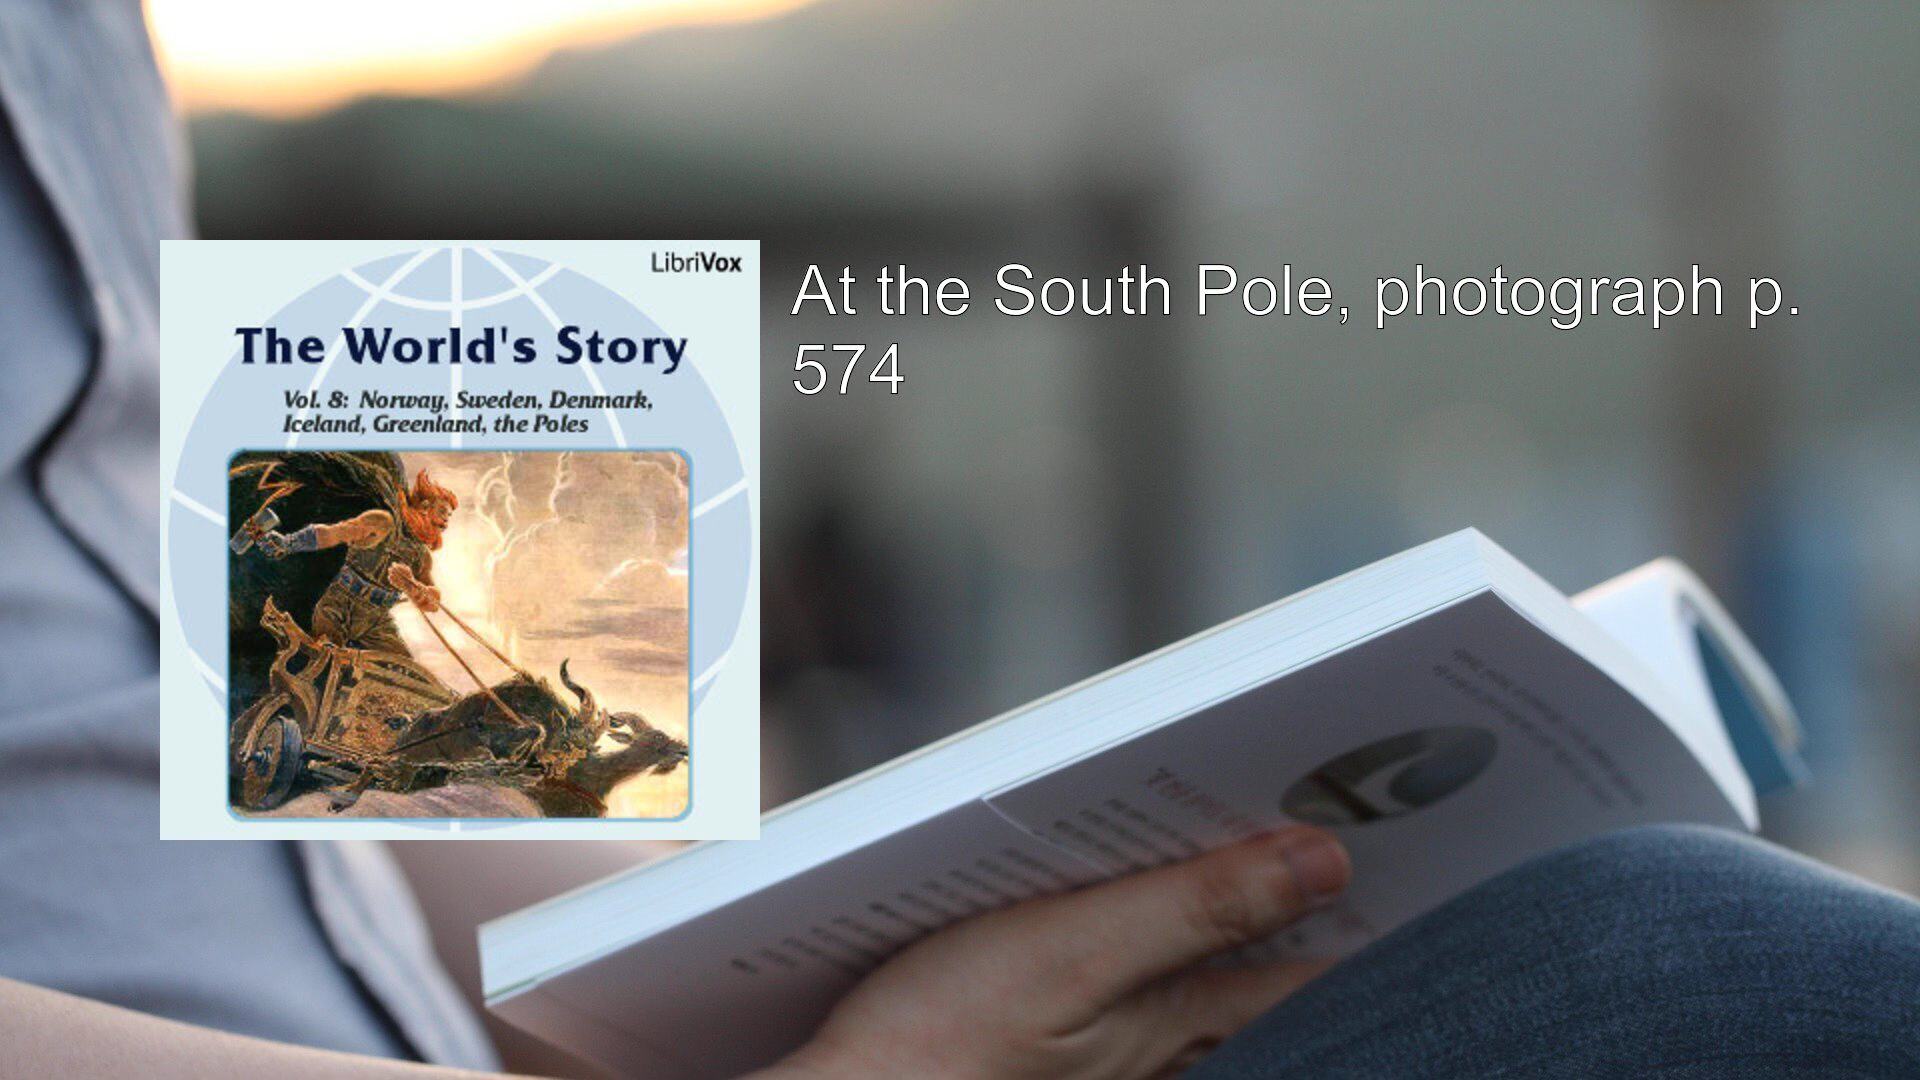 LibriVox
The World's Story
Vol. 8: Norway, Sweden, Denmark,
Iceland, Greenland, the Poles
At the South Pole, photograph p.
574